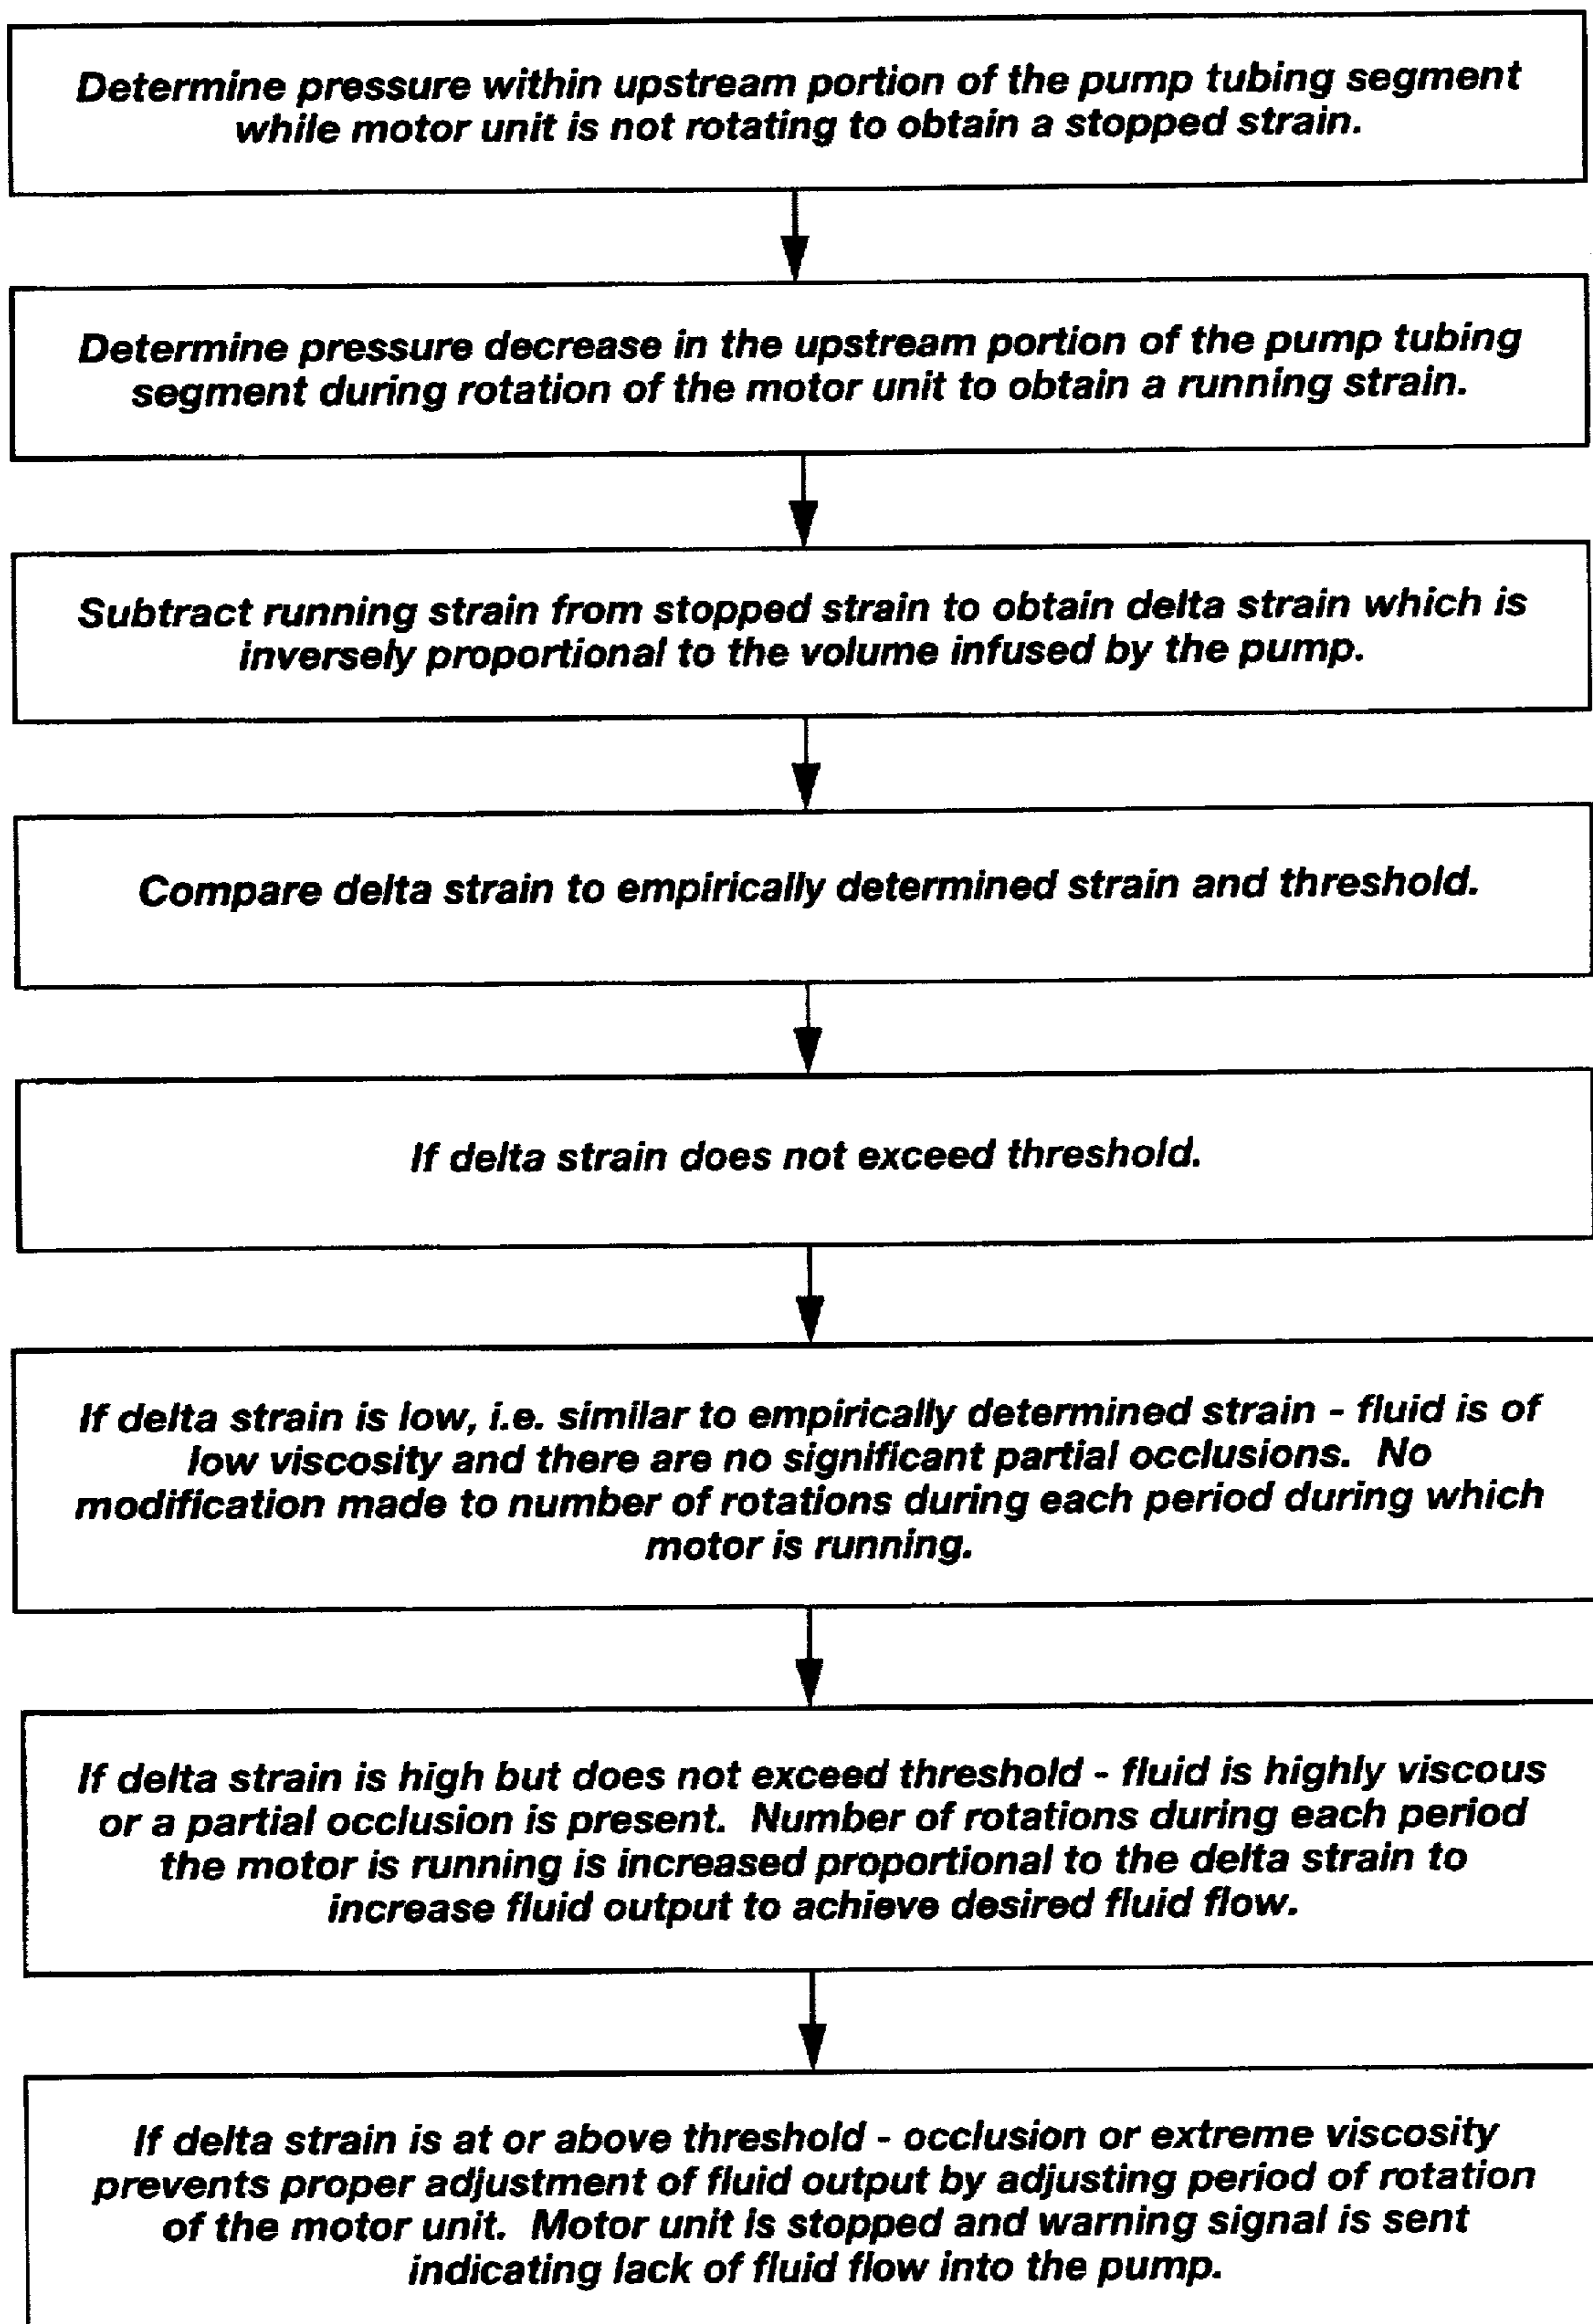 Determine pressure within upstream portion of the pump tubing segment
while motor unit is not rotating to obtain a stopped strain.
Determine pressure decrease in the upstream portion of the pump tubing
segment during rotation of the motor unit to obtain a running strain.
Subtract running strain from stopped strain to obtain delta strain which is
inversely proportional to the volume infused by the pump.
Compare delta strain to empirically determined strain and threshold.
If delta strain does not exceed threshold.
If delta strain is low, i.e. similar to empirically determined strain - fluid is of
low viscosity and there are no significant partial occlusions. No
modification made to number of rotations during each period during which
motor is running.
If delta strain is high but does not exceed threshold - fluid is highly viscous
or a partial occlusion is present. Number of rotations during each period
the motor is running is increased proportional to the delta strain to
increase fluid output to achieve desired fluid flow.
If delta strain is at or above threshold - occlusion or extreme viscosity
prevents proper adjustment of fluid output by adjusting period of rotation
of the motor unit. Motor unit is stopped and warning signal is sent
indicating lack of fluid flow into the pump.